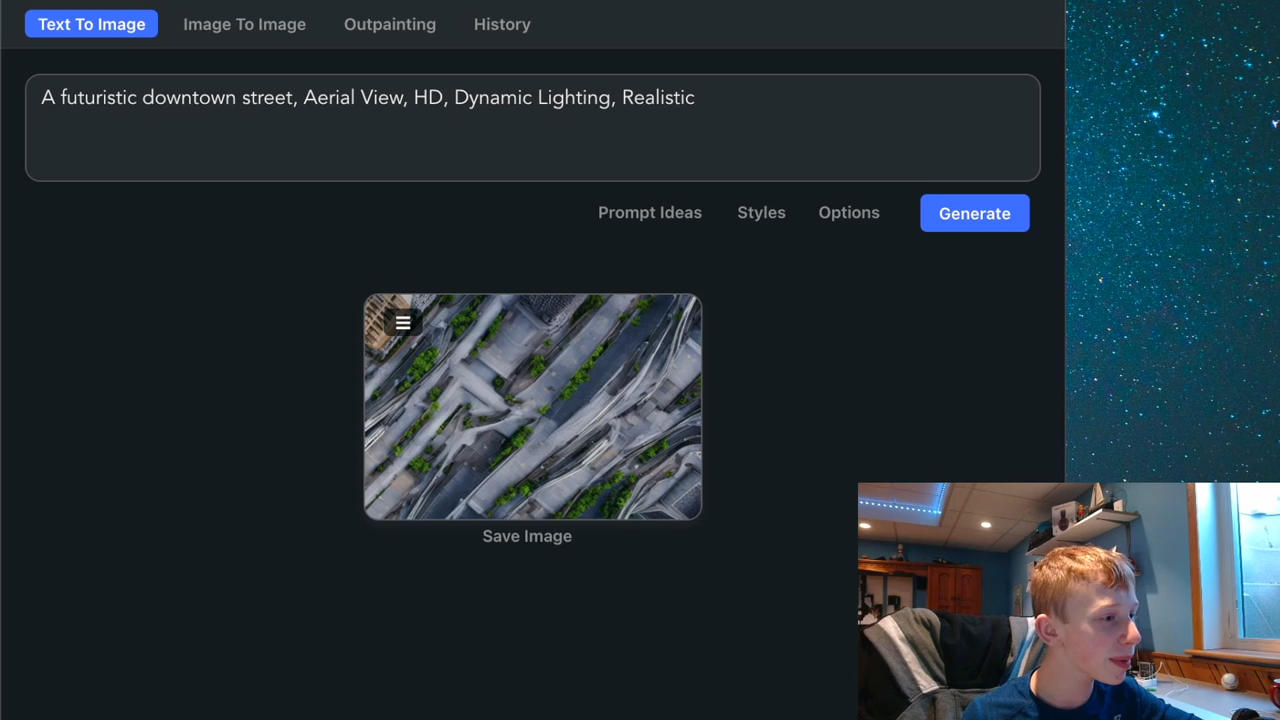 Text To Image Image To Image Outpainting History
A futuristic downtown street, Aerial View, HD, Dynamic Lighting, Realistic
Prompt Ideas Styles Options Generate
Save Image